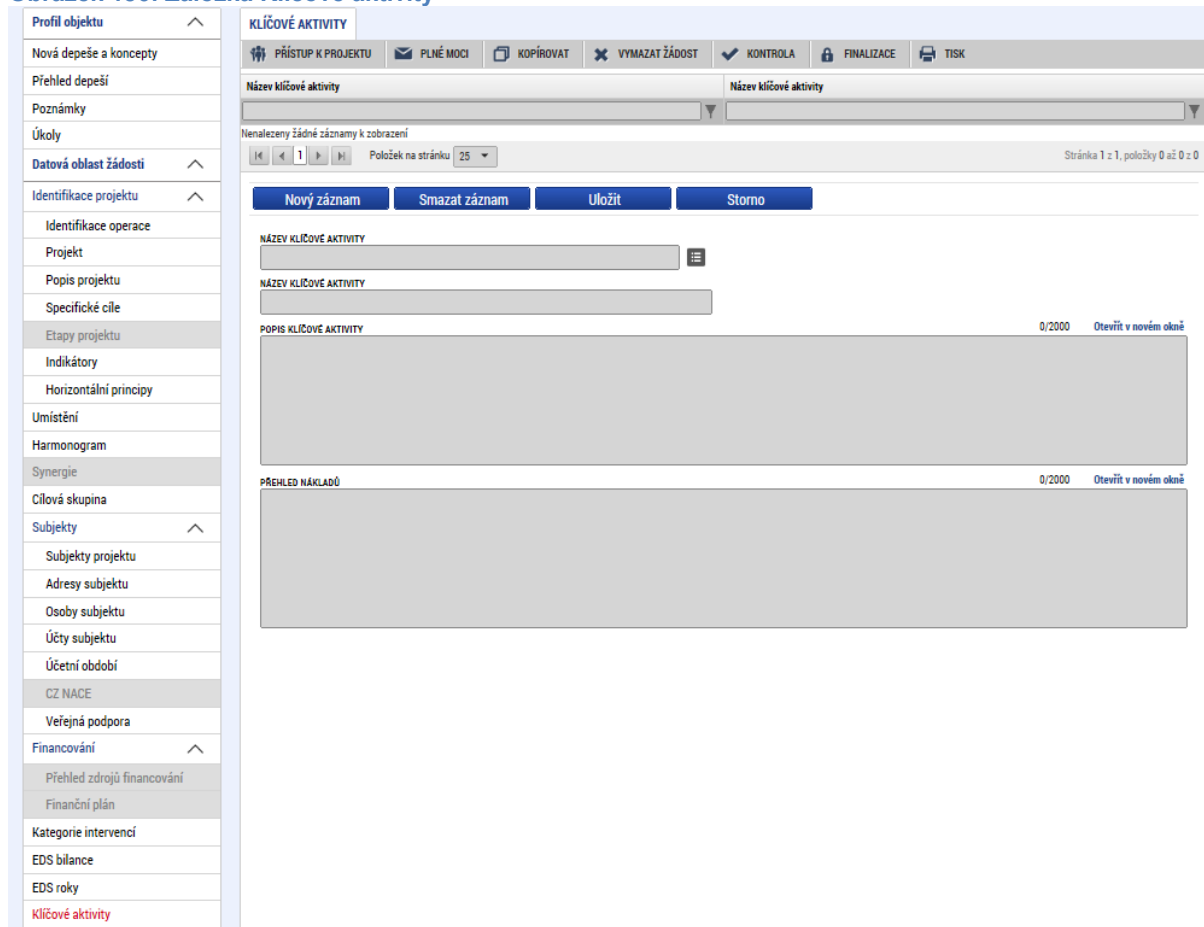 Profil objektu
Nová depeše a koncepty
Přehled depeší
Poznámky
Úkoly
Datová oblast žádosti
Identifikace projektu
Identifikace operace
Projekt
Popis projektu
Specifické cíle
Etapy projektu
Indikátory
Horizontální principy
Umístění
Harmonogram
Synergie
Cílová skupina
Subjekty
Subjekty projektu
Adresy subjektu
Osoby subjektu
Účty subjektu
Účetní období
CZ NACE
Veřejná podpora
Financování
Přehled zdrojů financování
Finanční plán
Kategorie intervencí
EDS bilance
EDS roky
Klíčové aktivity
KLÍČOVÉ AKTIVITY
PŘÍSTUP K PROJEKTU PLNÉ MOCI KOPÍROVAT VYMAZAT ŽÁDOST KONTROLA FINALIZACE TISK
Název klíčové aktivity Název klíčové aktivity
Nenalezeny žádné záznamy k zobrazení
1 Položek na stránku 25 Stránka 1 z 1, položky 0 až 0 z 0
Nový záznam Smazat záznam Uložit Storno
NÁZEV KLÍČOVÉ AKTIVITY
NÁZEV KLÍČOVÉ AKTIVITY
POPIS KLÍČOVÉ AKTIVITY 0/2000 Otevřít v novém okně
PŘEHLED NÁKLADŮ 0/2000 Otevřít v novém okně